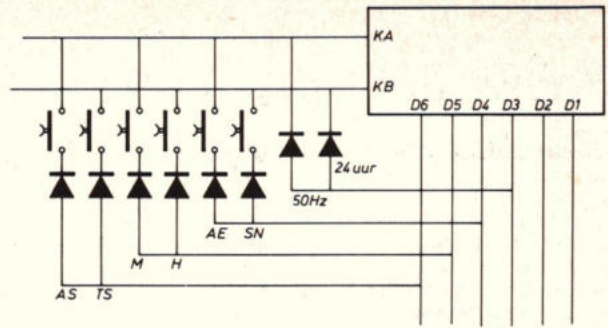 KA
KB
D6 D5 D4 D3 D2 D1
24 uur
50Hz
AE SN
M H
AS TS